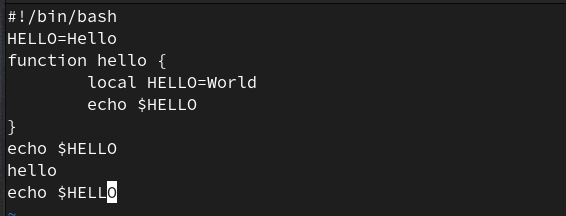 #!/bin/bash
HELLO=Hello
function hello {
        local HELLO=World
        echo $HELLO
}
echo $HELLO
hello
echo $HELLO
~